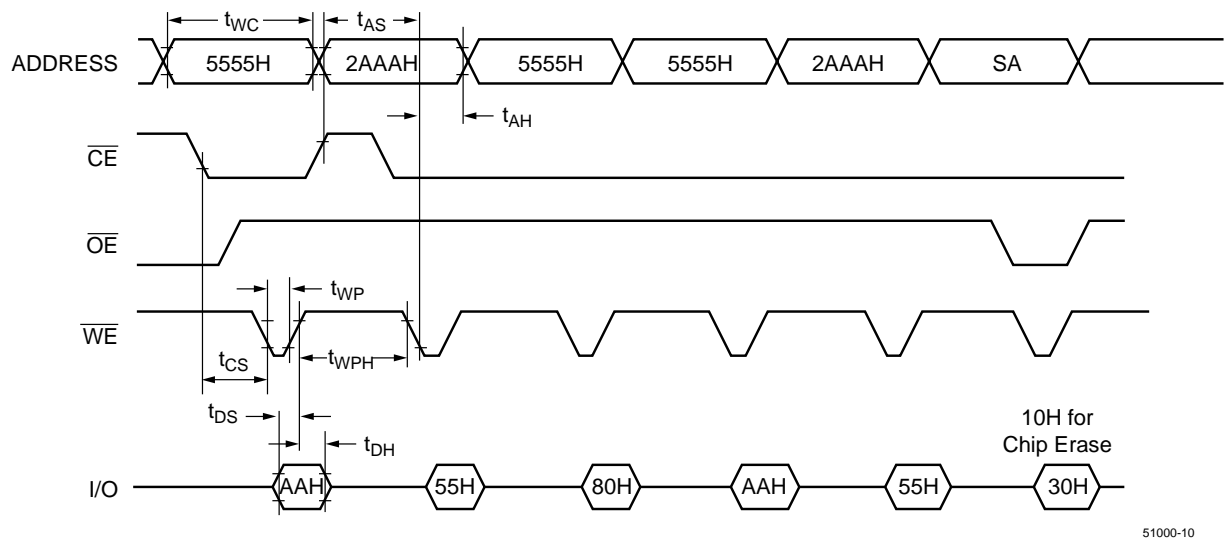 tWC tAS
ADDRESS 5555H 2AAAH 5555H 5555H 2AAAH SA
tAH
CE
OE
tWP
WE
tCS tWPH
tDS
tDH
10H for
Chip Erase
I/O AAH 55H 80H AAH 55H 30H
51000-10